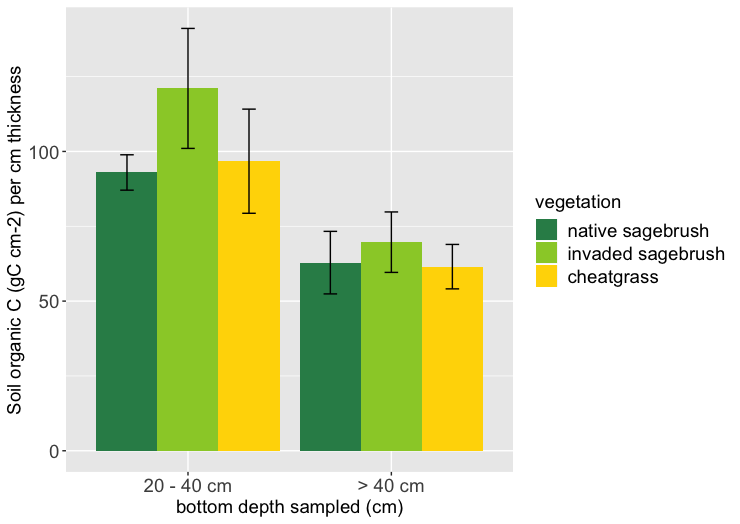 Soil organic C (gC cm-2) per cm thickness
100
50
0
20 - 40 cm
> 40 cm
bottom depth sampled (cm)
vegetation
native sagebrush
invaded sagebrush
cheatgrass